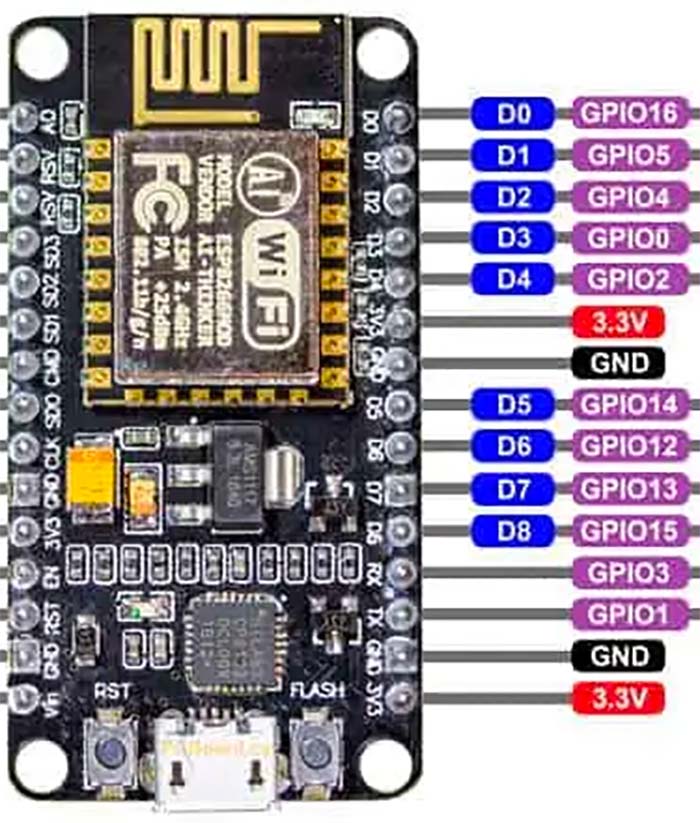 A0
RSV
RSV
SD3
SD2
SD1
CMD
SD0
CLK
GND
3V3
EN
RST
GND
Vin
MODEL ESP8266MOD
VENDOR AI-THINKER
ISM 2.4GHz
PA +25dBm
802.11b/g/n
FC
Ai
WiFi
AMS1117
RST
FLASH
D0
D1
D2
D3
D4
3V3
GND
D5
D6
D7
D8
RX
TX
GND
3V3
D0 GPIO16
D1 GPIO5
D2 GPIO4
D3 GPIO0
D4 GPIO2
3.3V
GND
D5 GPIO14
D6 GPIO12
D7 GPIO13
D8 GPIO15
GPIO3
GPIO1
GND
3.3V